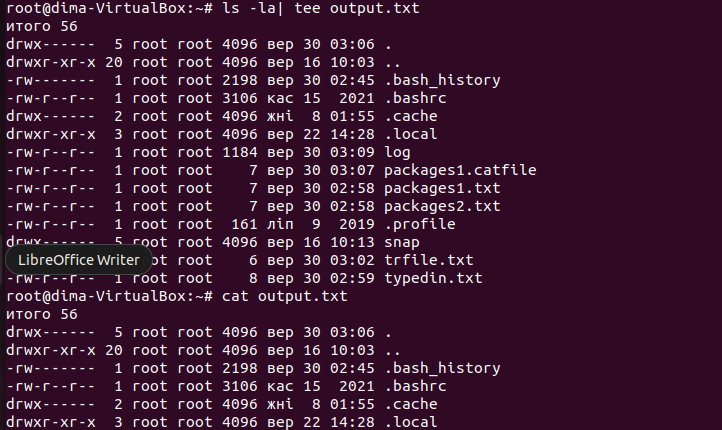 root@dima-VirtualBox:~# ls -la| tee output.txt
итого 56
drwx------  5 root root 4096 вер 30 03:06 .
drwxr-xr-x 20 root root 4096 вер 16 10:03 ..
-rw-------  1 root root 2198 вер 30 02:45 .bash_history
-rw-r--r--  1 root root 3106 кас 15  2021 .bashrc
drwx------  2 root root 4096 жні  8 01:55 .cache
drwxr-xr-x  3 root root 4096 вер 22 14:28 .local
-rw-r--r--  1 root root 1184 вер 30 03:09 log
-rw-r--r--  1 root root    7 вер 30 03:07 packages1.catfile
-rw-r--r--  1 root root    7 вер 30 02:58 packages1.txt
-rw-r--r--  1 root root    7 вер 30 02:58 packages2.txt
-rw-r--r--  1 root root  161 ліп  9  2019 .profile
drwx------  5 root root 4096 вер 16 10:13 snap
LibreOffice Writer
root root    6 вер 30 03:02 trfile.txt
-rw-r--r--  1 root root    8 вер 30 02:59 typedin.txt
root@dima-VirtualBox:~# cat output.txt
итого 56
drwx------  5 root root 4096 вер 30 03:06 .
drwxr-xr-x 20 root root 4096 вер 16 10:03 ..
-rw-------  1 root root 2198 вер 30 02:45 .bash_history
-rw-r--r--  1 root root 3106 кас 15  2021 .bashrc
drwx------  2 root root 4096 жні  8 01:55 .cache
drwxr-xr-x  3 root root 4096 вер 22 14:28 .local